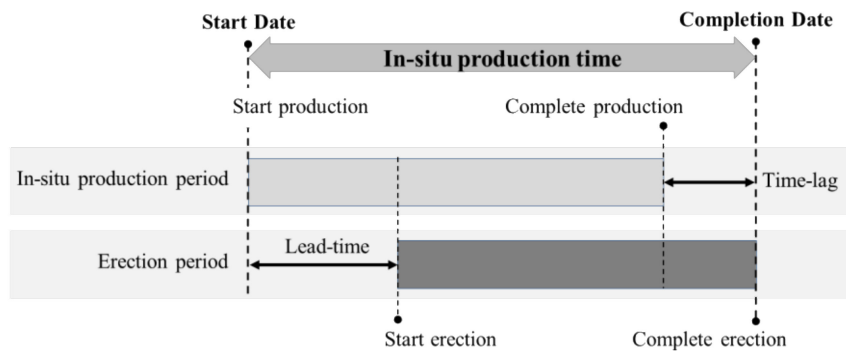 Start Date
Completion Date
In-situ production time
Start production
Complete production
In-situ production period
Time-lag
Erection period
Lead-time
Start erection
Complete erection